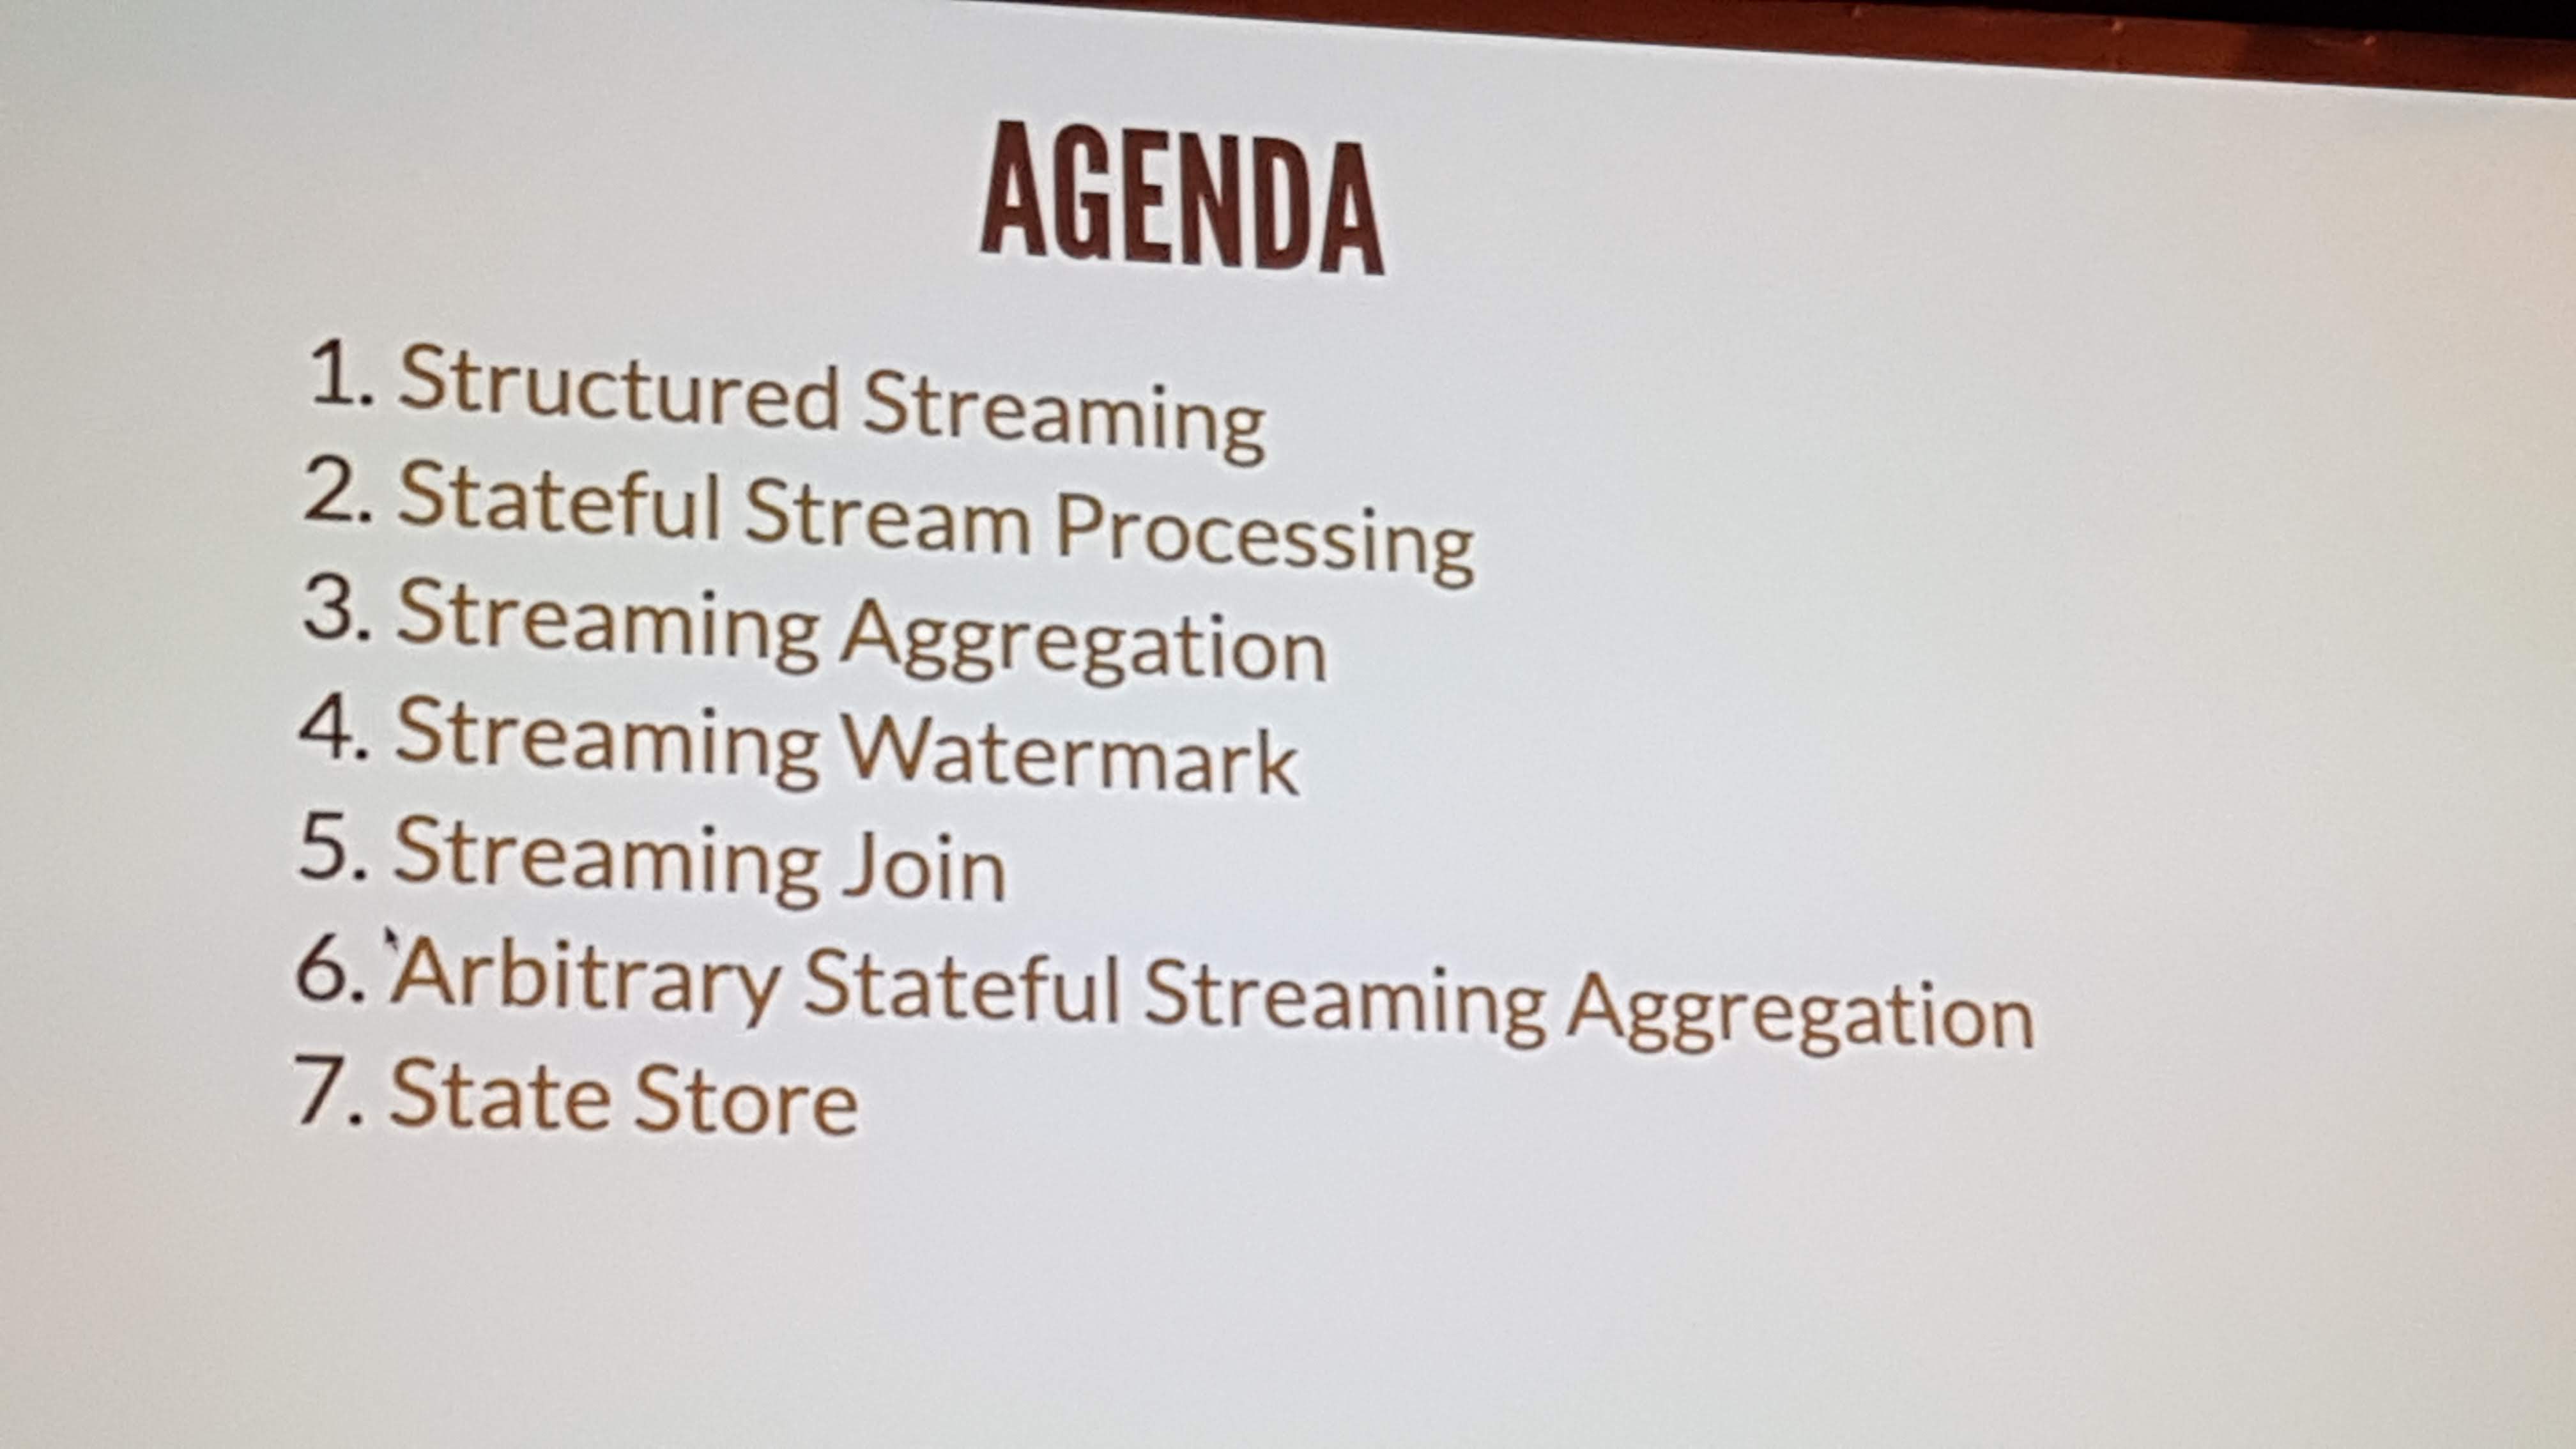 AGENDA
1. Structured Streaming
2. Stateful Stream Processing
3. Streaming Aggregation
4. Streaming Watermark
5. Streaming Join
6. Arbitrary Stateful Streaming Aggregation
7. State Store